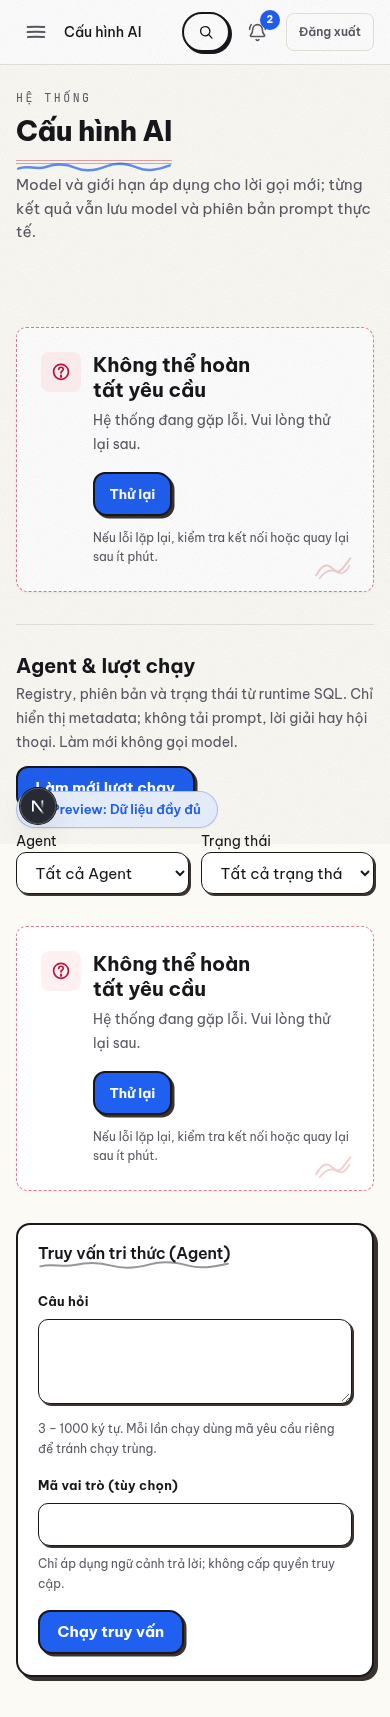 Cấu hình AI
2
Đăng xuất
HỆ THỐNG
Cấu hình AI
Model và giới hạn áp dụng cho lời gọi mới; từng
kết quả vẫn lưu model và phiên bản prompt thực
tế.
Không thể hoàn
tất yêu cầu
Hệ thống đang gặp lỗi. Vui lòng thử
lại sau.
Thử lại
Nếu lỗi lặp lại, kiểm tra kết nối hoặc quay lại
sau ít phút.
Agent & lượt chạy
Registry, phiên bản và trạng thái từ runtime SQL. Chỉ
hiển thị metadata; không tải prompt, lời giải hay hội
thoại. Làm mới không gọi model.
Làm mới lượt chạy
N
Preview: Dữ liệu đầy đủ
Agent
Trạng thái
Tất cả Agent
Tất cả trạng thá
Không thể hoàn
tất yêu cầu
Hệ thống đang gặp lỗi. Vui lòng thử
lại sau.
Thử lại
Nếu lỗi lặp lại, kiểm tra kết nối hoặc quay lại
sau ít phút.
Truy vấn tri thức (Agent)
Câu hỏi
3 – 1000 ký tự. Mỗi lần chạy dùng mã yêu cầu riêng
để tránh chạy trùng.
Mã vai trò (tùy chọn)
Chỉ áp dụng ngữ cảnh trả lời; không cấp quyền truy
cập.
Chạy truy vấn